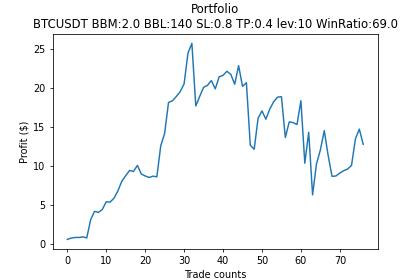 Portfolio
BTCUSDT BBM:2.0 BBL:140 SL:0.8 TP:0.4 lev:10 WinRatio:69.0
25
20
15
10
5
0
Profit ($)
0 10 20 30 40 50 60 70
Trade counts